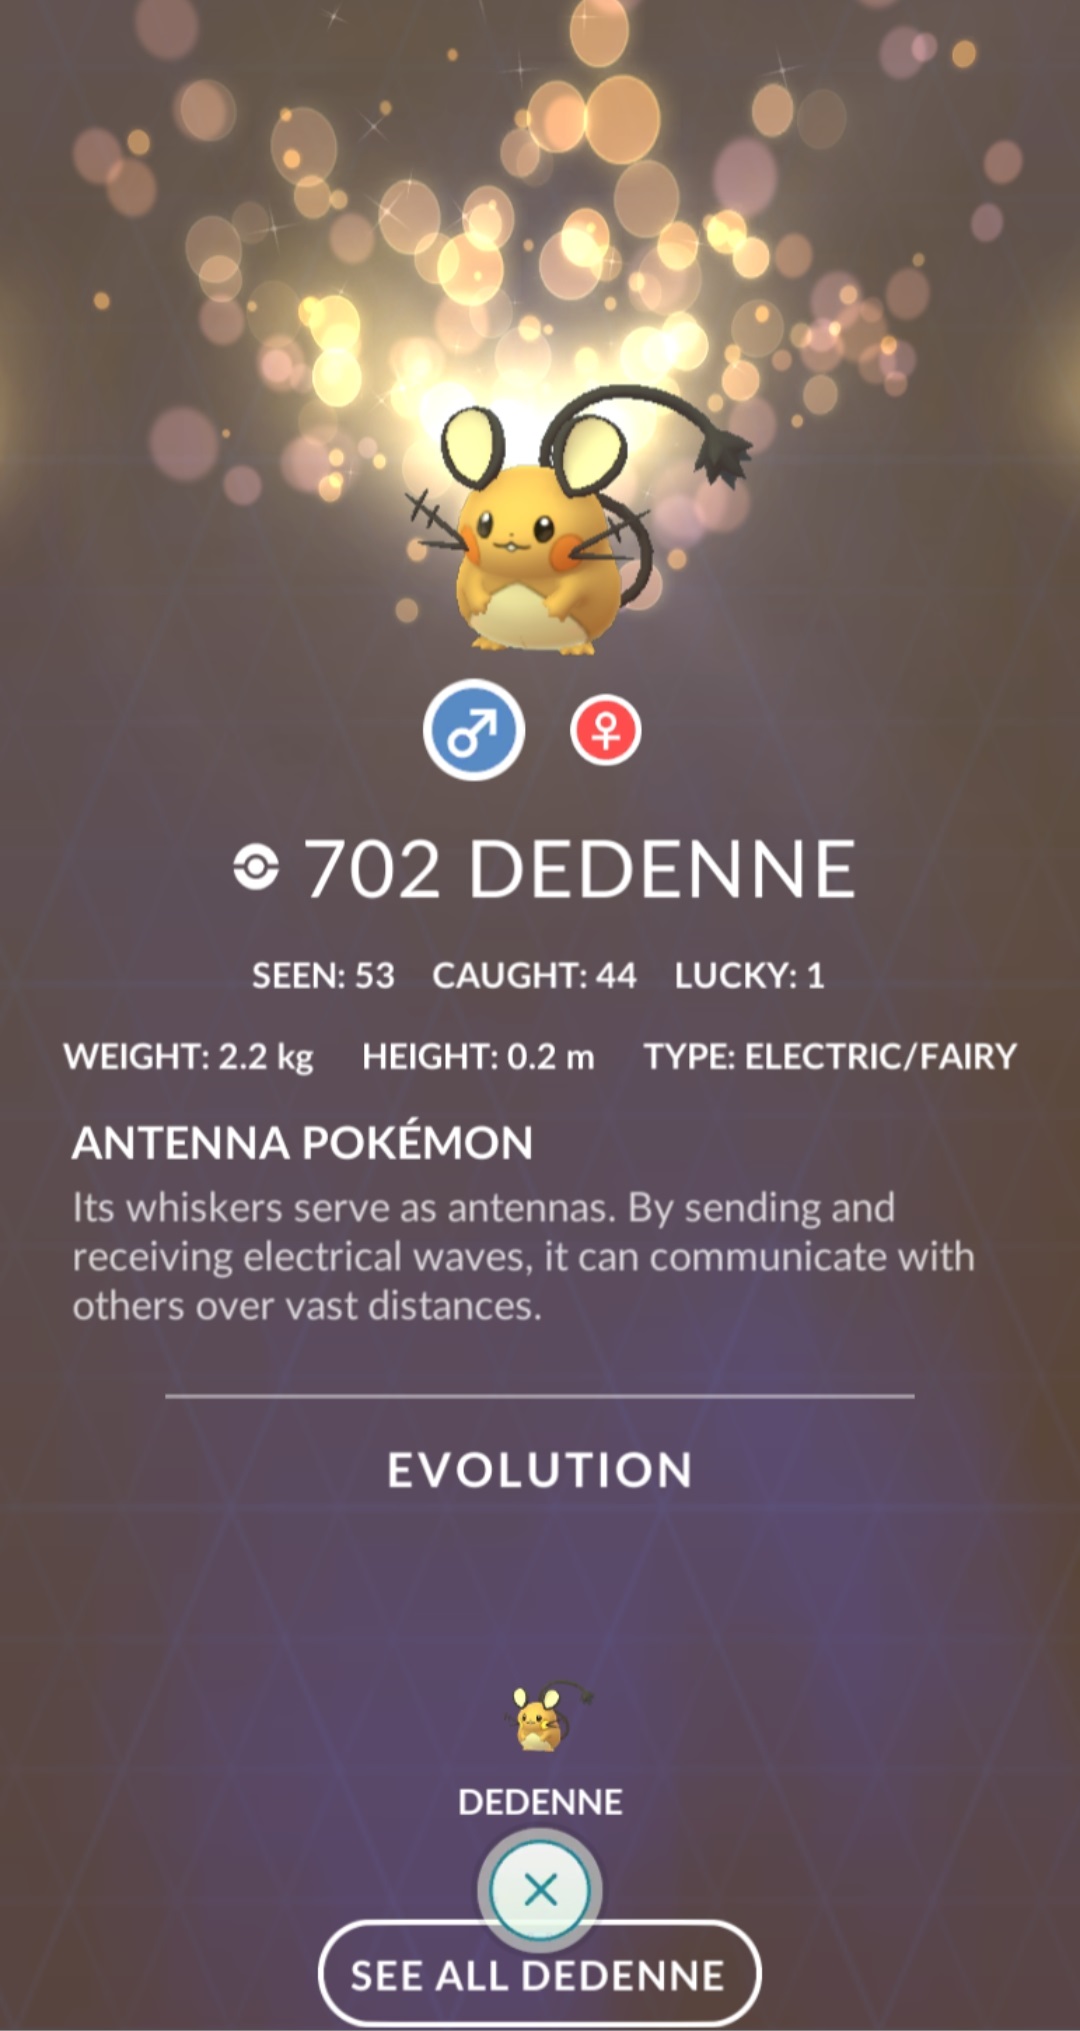 702 DEDENNE
SEEN: 53 CAUGHT: 44 LUCKY: 1
WEIGHT: 2.2 kg HEIGHT: 0.2 m TYPE: ELECTRIC/FAIRY
ANTENNA POKÉMON
Its whiskers serve as antennas. By sending and
receiving electrical waves, it can communicate with
others over vast distances.
EVOLUTION
DEDENNE
SEE ALL DEDENNE